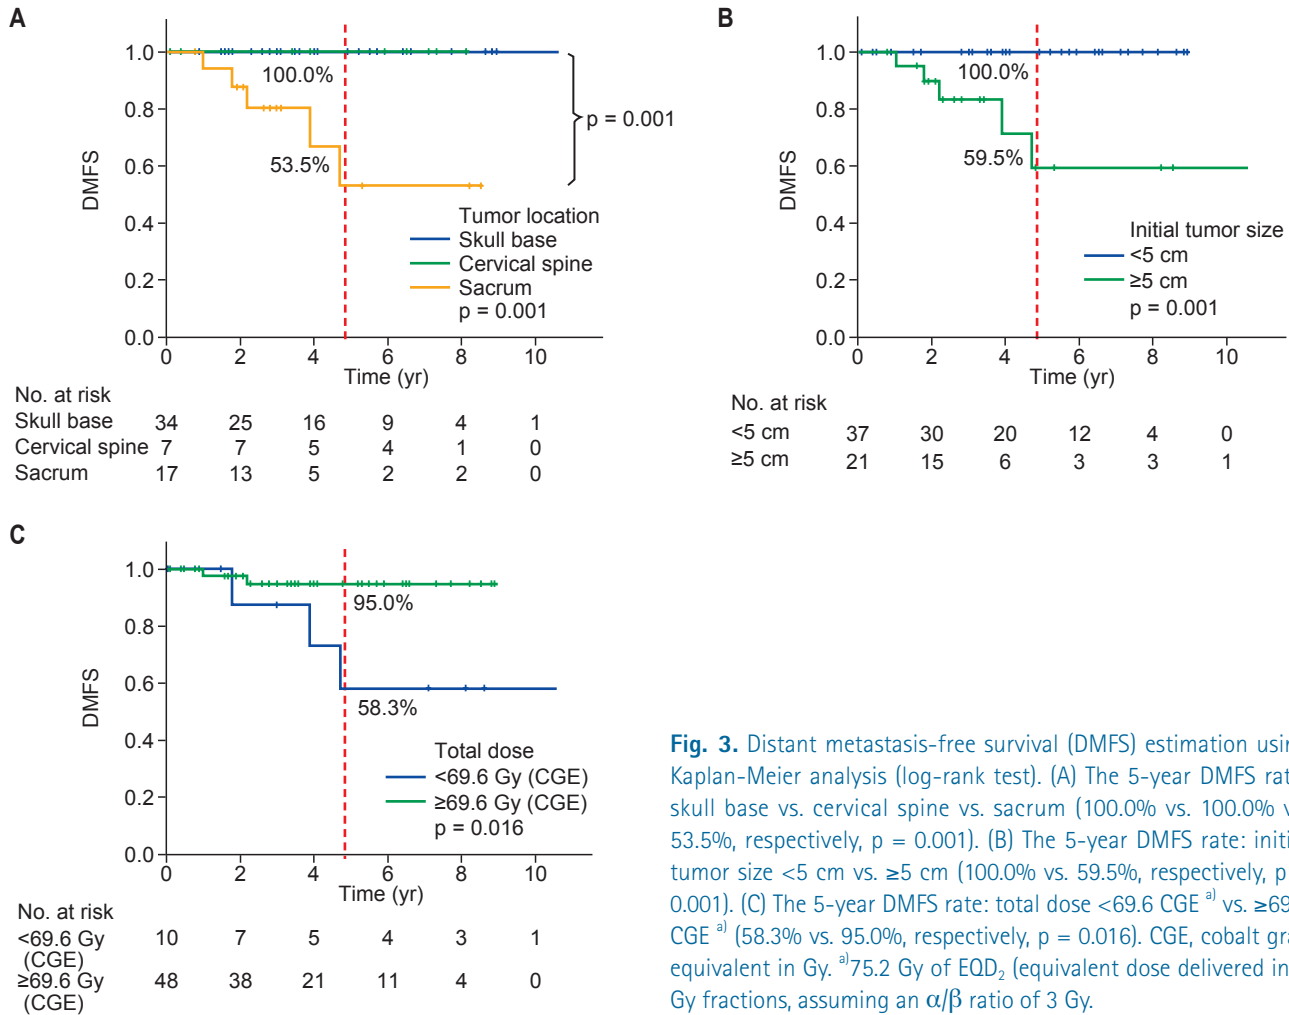 A
1.0
0.8
0.6
0.4
0.2
0.0
DMFS
100.0%
53.5%
p = 0.001
Tumor location
Skull base
Cervical spine
Sacrum
p = 0.001
0 2 4 6 8 10
Time (yr)
No. at risk
Skull base 34 25 16 9 4 1
Cervical spine 7 7 5 4 1 0
Sacrum 17 13 5 2 2 0
B
1.0
0.8
0.6
0.4
0.2
0.0
DMFS
100.0%
59.5%
Initial tumor size
<5 cm
≥5 cm
p = 0.001
0 2 4 6 8 10
Time (yr)
No. at risk
<5 cm 37 30 20 12 4 0
≥5 cm 21 15 6 3 3 1
C
1.0
0.8
0.6
0.4
0.2
0.0
DMFS
95.0%
58.3%
Total dose
<69.6 Gy (CGE)
≥69.6 Gy (CGE)
p = 0.016
0 2 4 6 8 10
Time (yr)
No. at risk
<69.6 Gy 10 7 5 4 3 1
(CGE)
≥69.6 Gy 48 38 21 11 4 0
(CGE)
Fig. 3. Distant metastasis-free survival (DMFS) estimation usin
Kaplan-Meier analysis (log-rank test). (A) The 5-year DMFS rat
skull base vs. cervical spine vs. sacrum (100.0% vs. 100.0% v
53.5%, respectively, p = 0.001). (B) The 5-year DMFS rate: initi
tumor size <5 cm vs. ≥5 cm (100.0% vs. 59.5%, respectively, p
0.001). (C) The 5-year DMFS rate: total dose <69.6 CGE a) vs. ≥69
CGE a) (58.3% vs. 95.0%, respectively, p = 0.016). CGE, cobalt gra
equivalent in Gy. a)75.2 Gy of EQD2 (equivalent dose delivered in
Gy fractions, assuming an α/β ratio of 3 Gy.